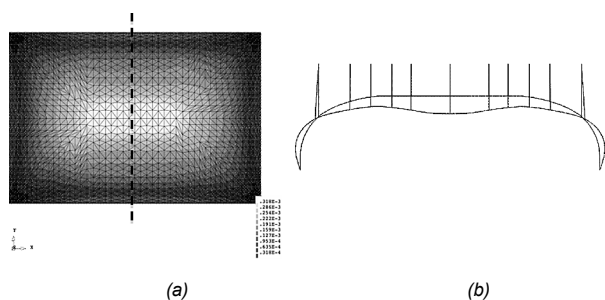 .318E-3
.286E-3
.254E-3
.222E-3
.191E-3
.159E-3
.127E-3
.953E-4
.635E-4
.318E-4
Y
X
(a)
(b)